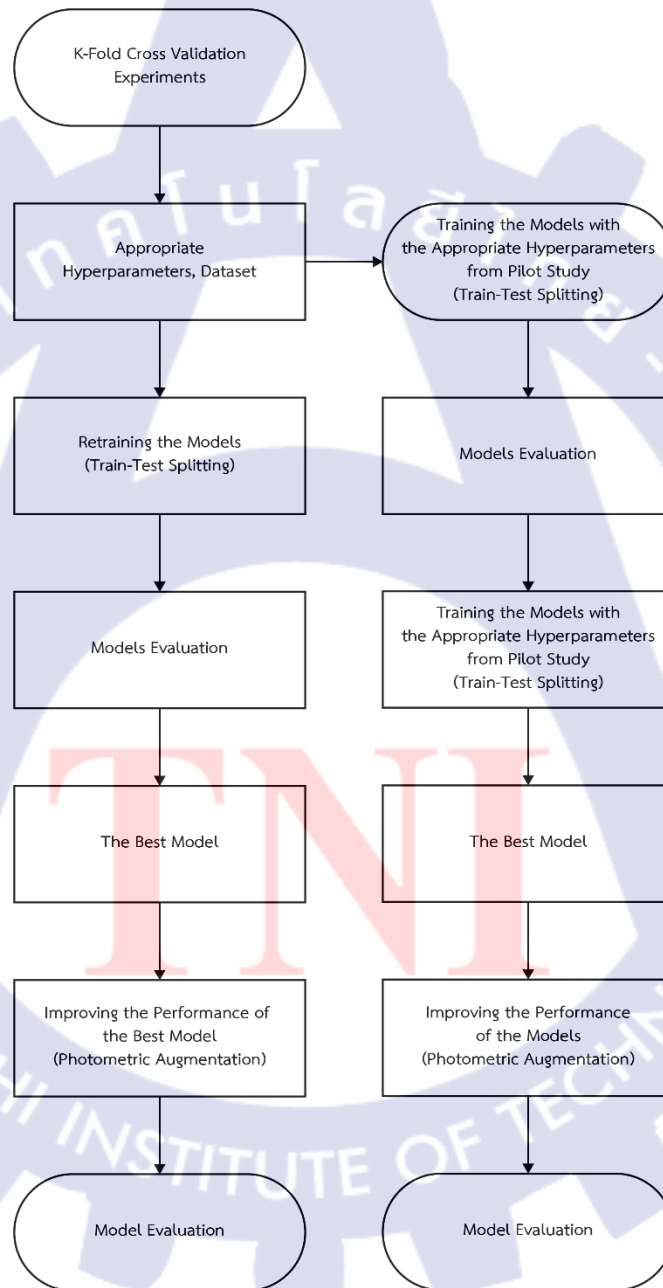 K-Fold Cross Validation
Experiments
Appropriate
Hyperparameters, Dataset
Training the Models with
the Appropriate Hyperparameters
from Pilot Study
(Train-Test Splitting)
Retraining the Models
(Train-Test Splitting)
Models Evaluation
Models Evaluation
Training the Models with
the Appropriate Hyperparameters
from Pilot Study
(Train-Test Splitting)
The Best Model
The Best Model
Improving the Performance of
the Best Model
(Photometric Augmentation)
Improving the Performance
of the Models
(Photometric Augmentation)
Model Evaluation
Model Evaluation
TNI
INSTITUTE OF